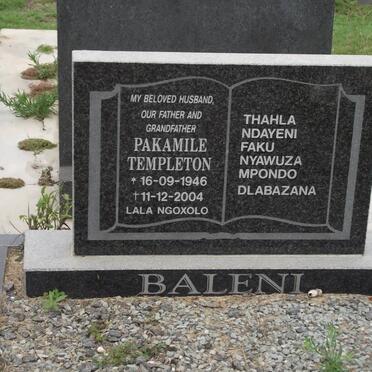 MY BELOVED HUSBAND,
OUR FATHER AND
GRANDFATHER
PAKAMILE
TEMPLETON
* 16-09-1946
†11-12-2004
LALA NGOXOLO
THAHLA
NDAYENI
FAKU
NYAWUZA
MPONDO
DLABAZANA
BALENI